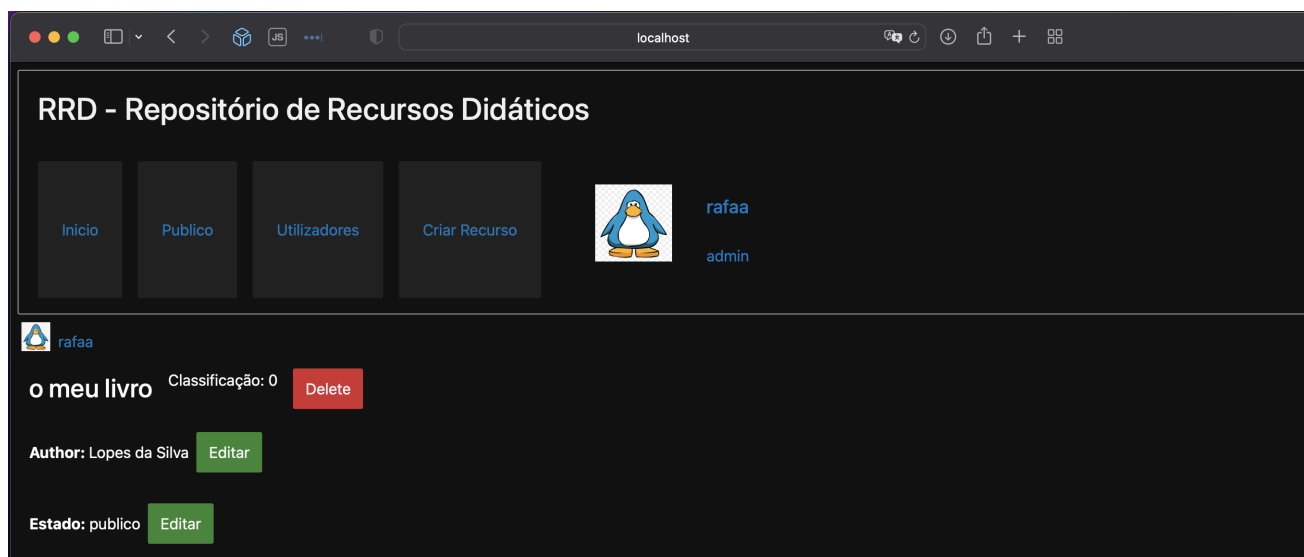 JS
localhost
RRD - Repositório de Recursos Didáticos
Inicio
Publico
Utilizadores
Criar Recurso
rafaa
admin
rafaa
o meu livro Classificação: 0 Delete
Author: Lopes da Silva Editar
Estado: publico Editar